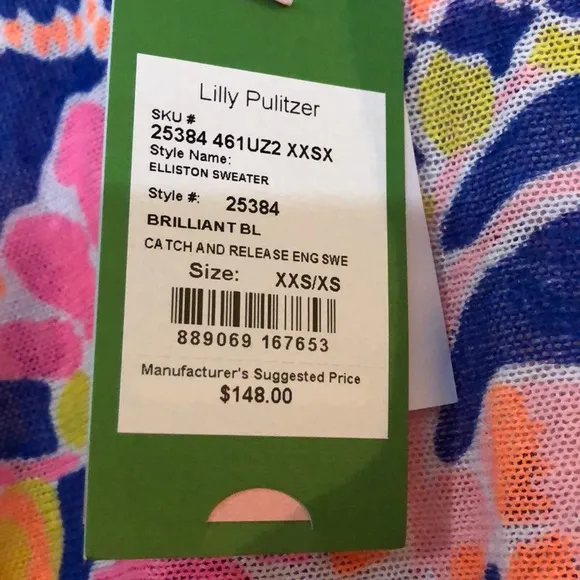 Lilly Pulitzer
SKU #
25384 461UZ2 XXSX
Style Name:
ELLISTON SWEATER
Style #: 25384
BRILLIANT BL
CATCH AND RELEASE ENG SWE
Size: XXS/XS
889069 167653
Manufacturer's Suggested Price
$148.00